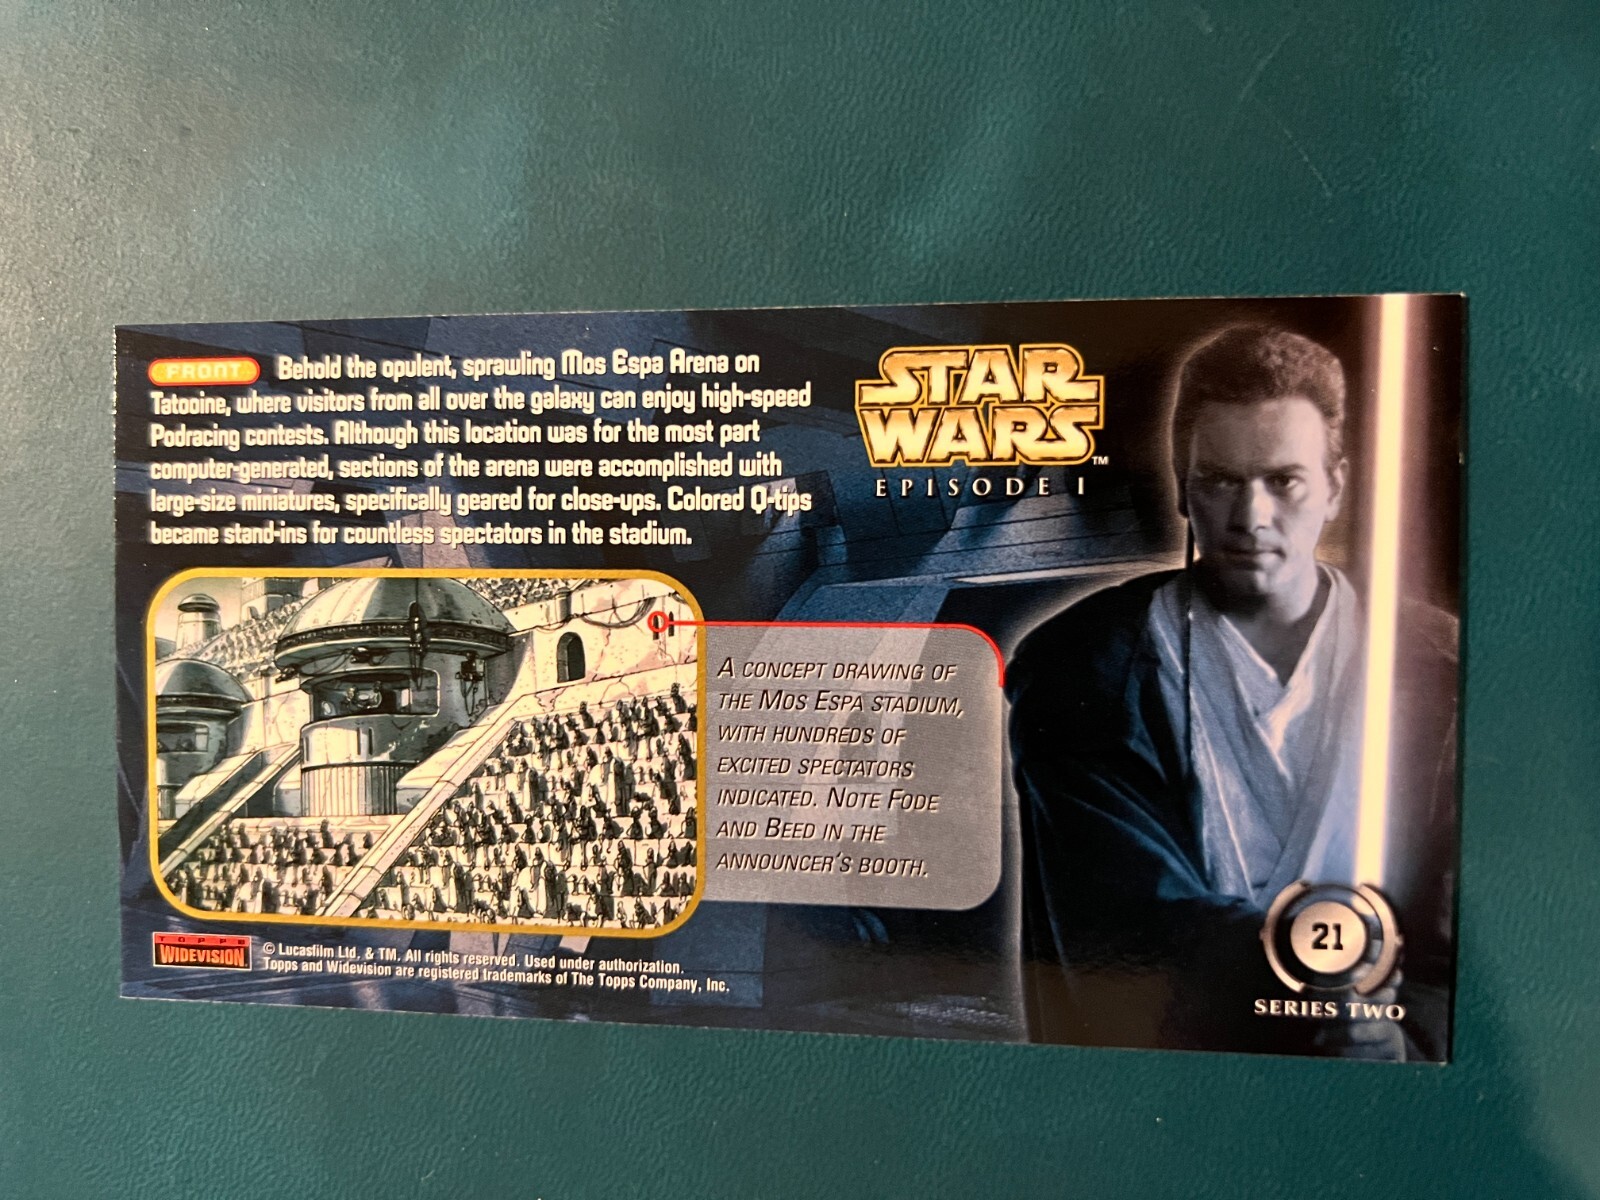 FRONT Behold the opulent, sprawling Mos Espa Arena on
Tatooine, where visitors from all over the galaxy can enjoy high-speed
Podracing contests. Although this location was for the most part
computer-generated, sections of the arena were accomplished with
large-size miniatures, specifically geared for close-ups. Colored Q-tips
became stand-ins for countless spectators in the stadium.
STAR
WARS™
EPISODE I
A CONCEPT DRAWING OF
THE MOS ESPA STADIUM,
WITH HUNDREDS OF
EXCITED SPECTATORS
INDICATED. NOTE FODE
AND BEED IN THE
ANNOUNCER'S BOOTH.
TOPPS
WIDEVISION
© Lucasfilm Ltd. & TM. All rights reserved. Used under authorization.
Topps and Widevision are registered trademarks of The Topps Company, Inc.
21
SERIES TWO